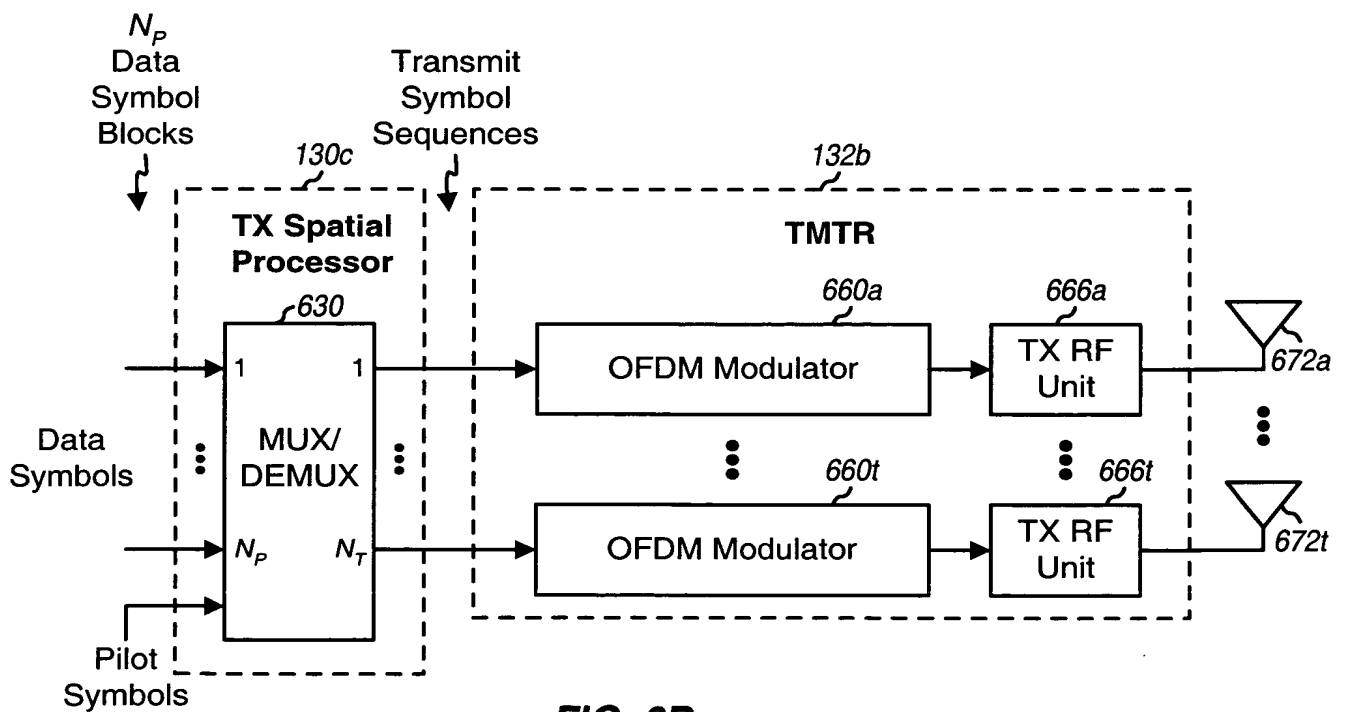 N_P
Data
Symbol
Blocks
Transmit
Symbol
Sequences
130c
132b
TX Spatial
Processor
TMTR
630
660a
666a
1
1
OFDM Modulator
TX RF
Unit
672a
Data
Symbols
MUX/
DEMUX
660t
666t
N_P
N_T
OFDM Modulator
TX RF
Unit
672t
Pilot
Symbols